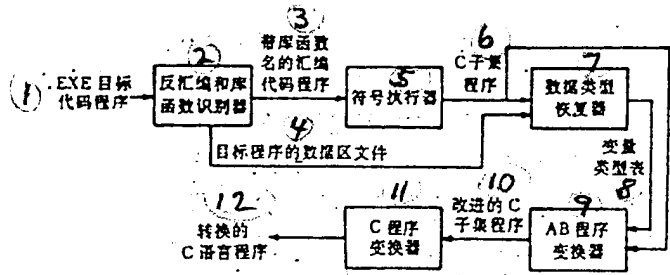 3
带库函数
名的汇编
代码程序
6
C子集
程序
1
EXE目标
代码程序
2
反汇编和库
函数识别器
5
符号执行器
7
数据类型
恢复器
4
目标程序的数据区文件
变量
类型表
8
12
转换的
C语言程序
11
C程序
变换器
10
改进的C
子集程序
9
AB程序
变换器